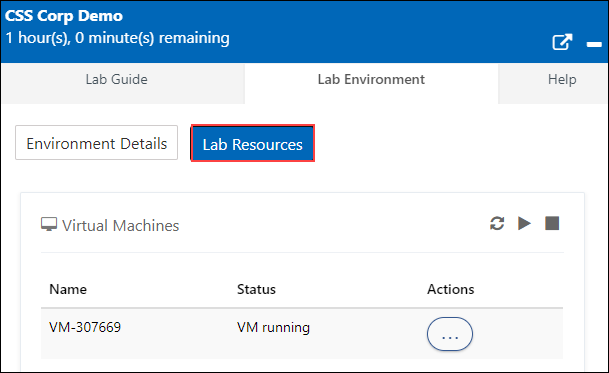 CSS Corp Demo
1 hour(s), 0 minute(s) remaining
Lab Guide
Lab Environment
Help
Environment Details
Lab Resources
Virtual Machines
Name Status Actions
VM-307669 VM running ...